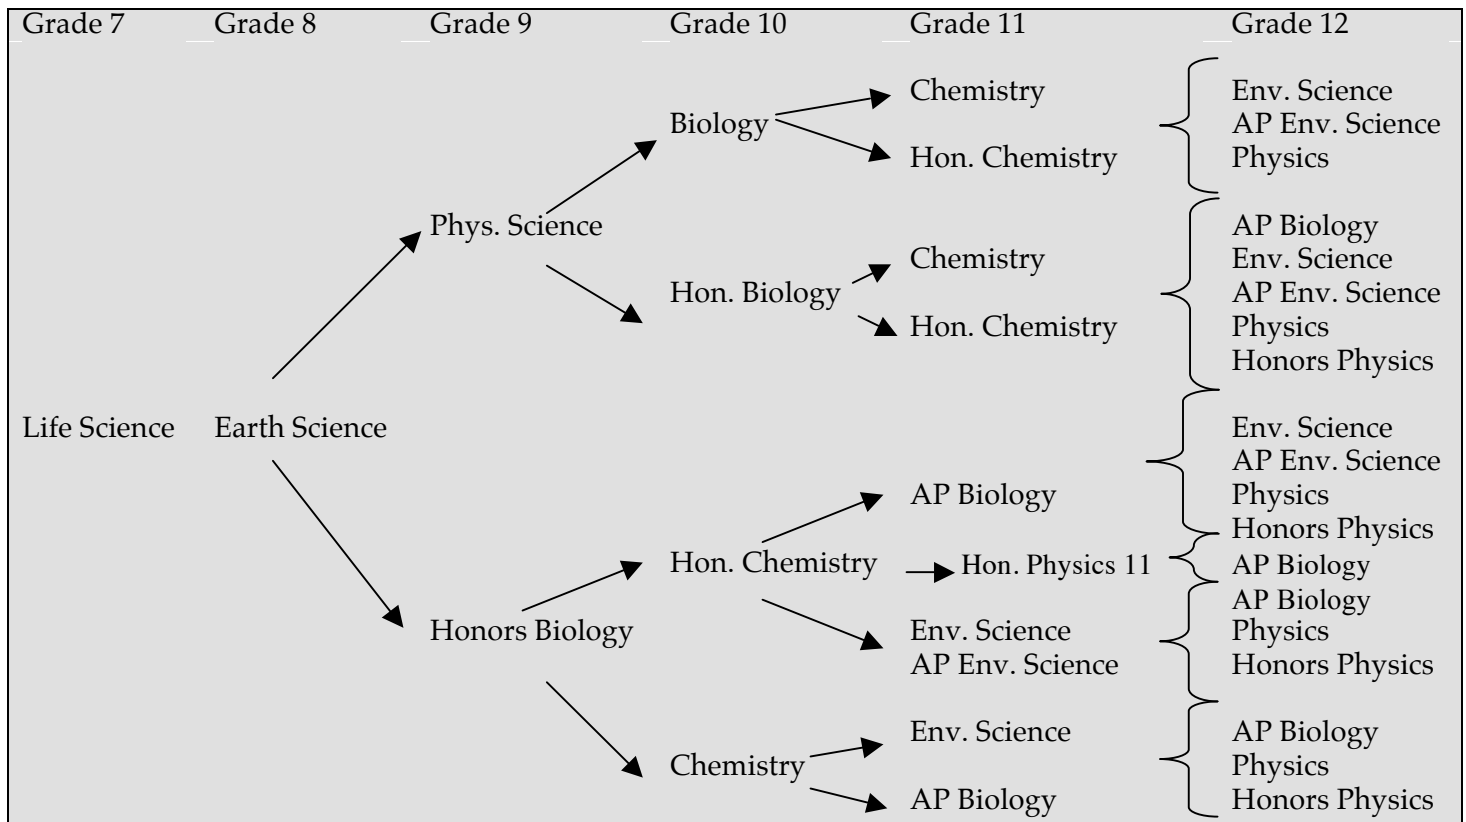 Grade 7 Grade 8 Grade 9 Grade 10 Grade 11 Grade 12
Chemistry Env. Science
Biology AP Env. Science
Hon. Chemistry Physics
Phys. Science AP Biology
Chemistry Env. Science
Hon. Biology AP Env. Science
Hon. Chemistry Physics
Honors Physics
Life Science Earth Science Env. Science
AP Env. Science
AP Biology Physics
Honors Physics
Hon. Chemistry Hon. Physics 11 AP Biology
AP Biology
Honors Biology Env. Science Physics
AP Env. Science Honors Physics
Env. Science AP Biology
Chemistry Physics
AP Biology Honors Physics